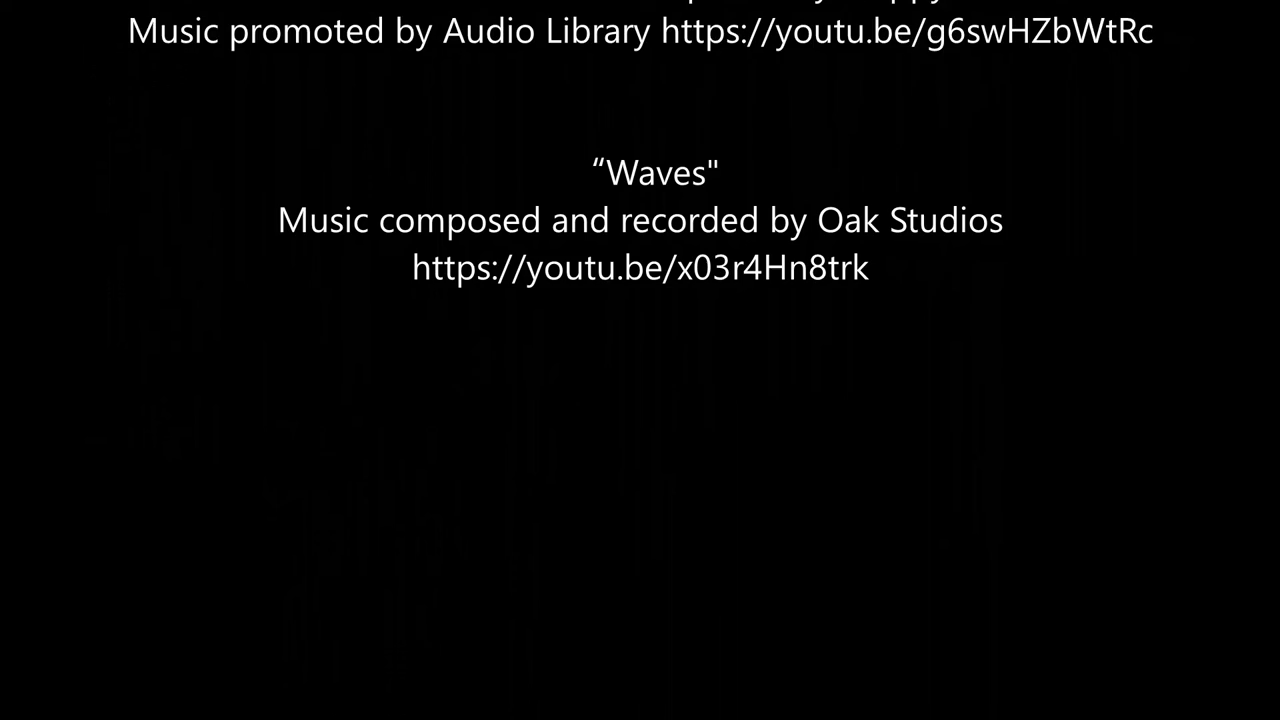 Music promoted by Audio Library https://youtu.be/g6swHZbWtRc
“Waves"
Music composed and recorded by Oak Studios
https://youtu.be/x03r4Hn8trk